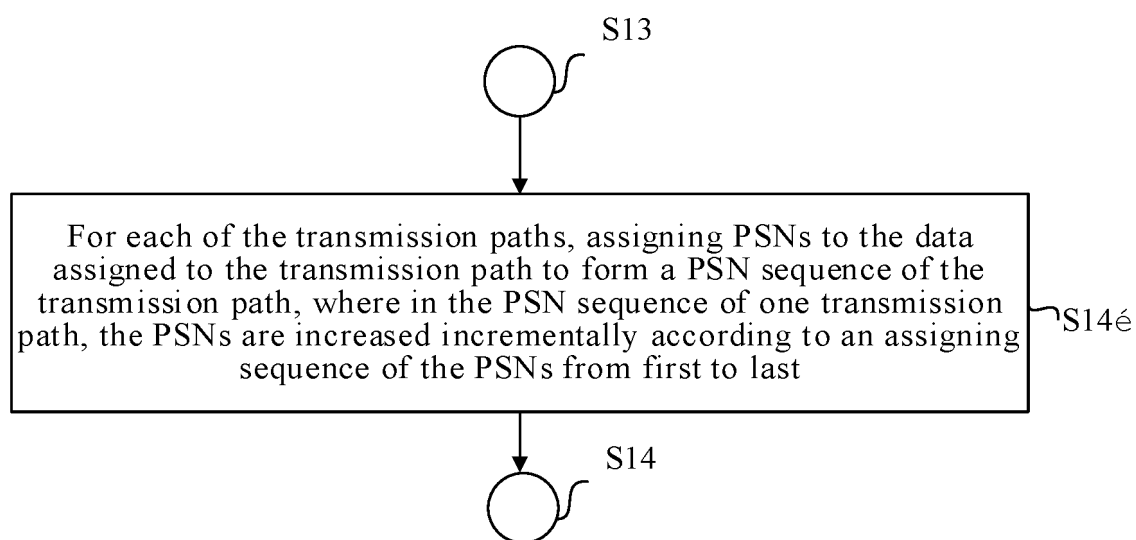 S13
For each of the transmission paths, assigning PSNs to the data
assigned to the transmission path to form a PSN sequence of the
transmission path, where in the PSN sequence of one transmission
path, the PSNs are increased incrementally according to an assigning
sequence of the PSNs from first to last
S14é
S14